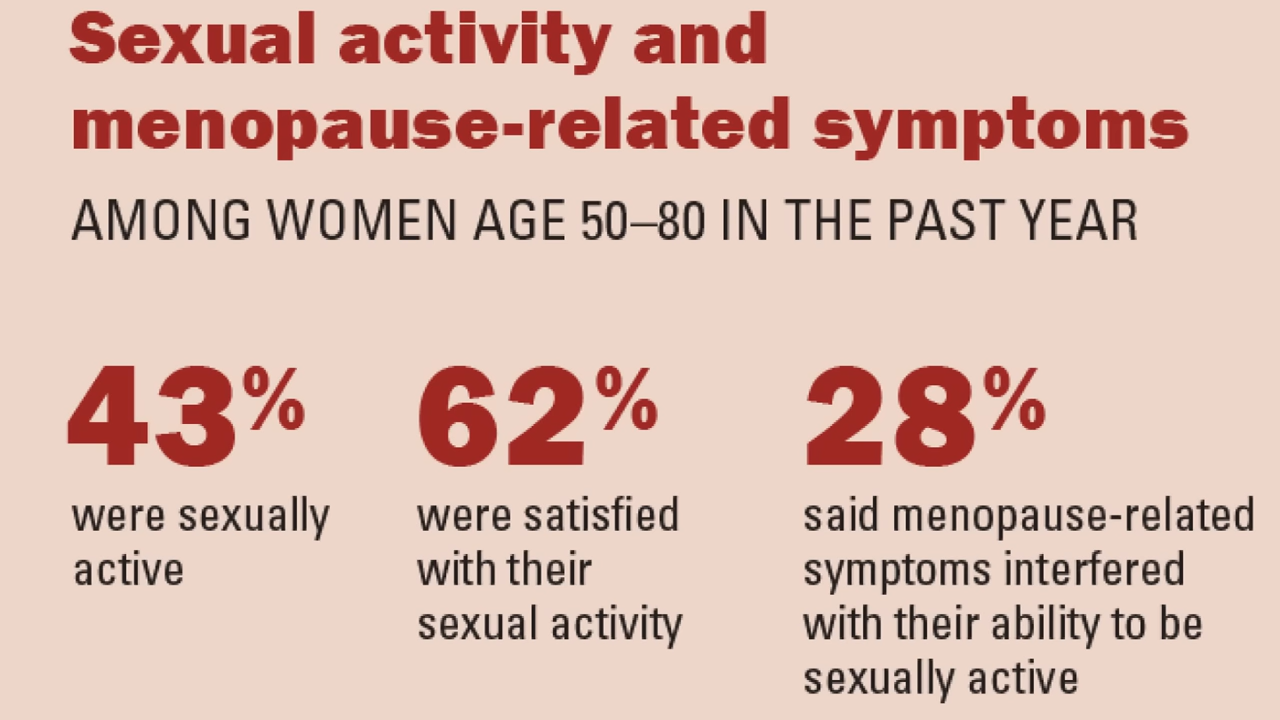 Sexual activity and
menopause-related symptoms
AMONG WOMEN AGE 50–80 IN THE PAST YEAR
43%
were sexually
active
62%
were satisfied
with their
sexual activity
28%
said menopause-related
symptoms interfered
with their ability to be
sexually active